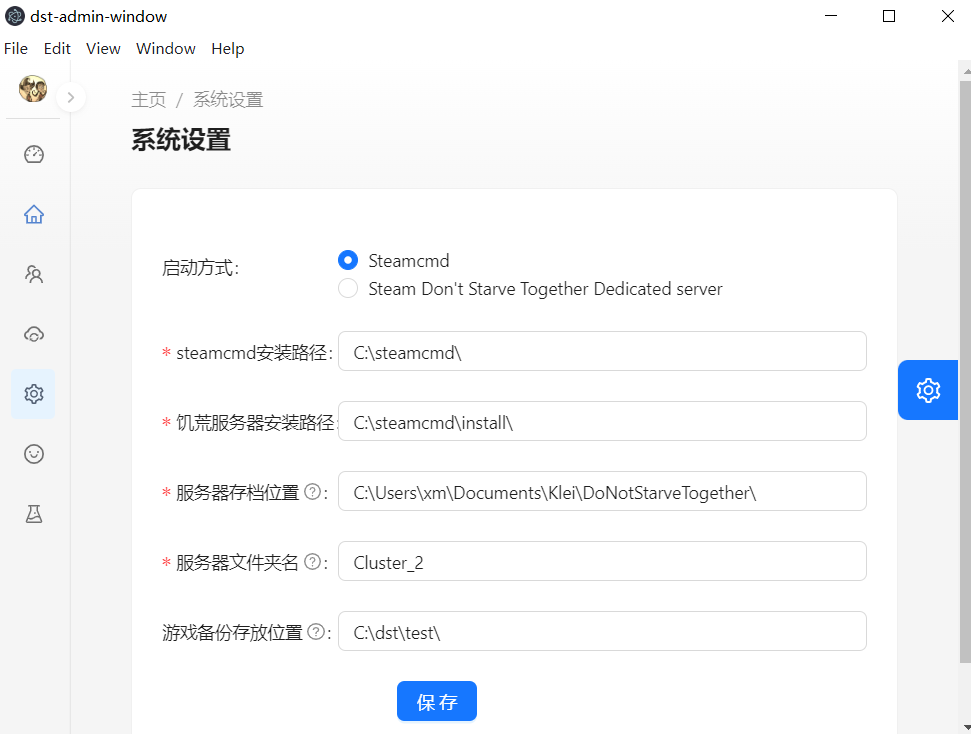 dst-admin-window
File Edit View Window Help
主页 / 系统设置
系统设置
启动方式:
Steamcmd
Steam Don't Starve Together Dedicated server
* steamcmd安装路径: C:\steamcmd\
* 饥荒服务器安装路径: C:\steamcmd\install\
* 服务器存档位置 ? : C:\Users\xm\Documents\Klei\DoNotStarveTogether\
* 服务器文件夹名 ? : Cluster_2
游戏备份存放位置 ? : C:\dst\test\
保存